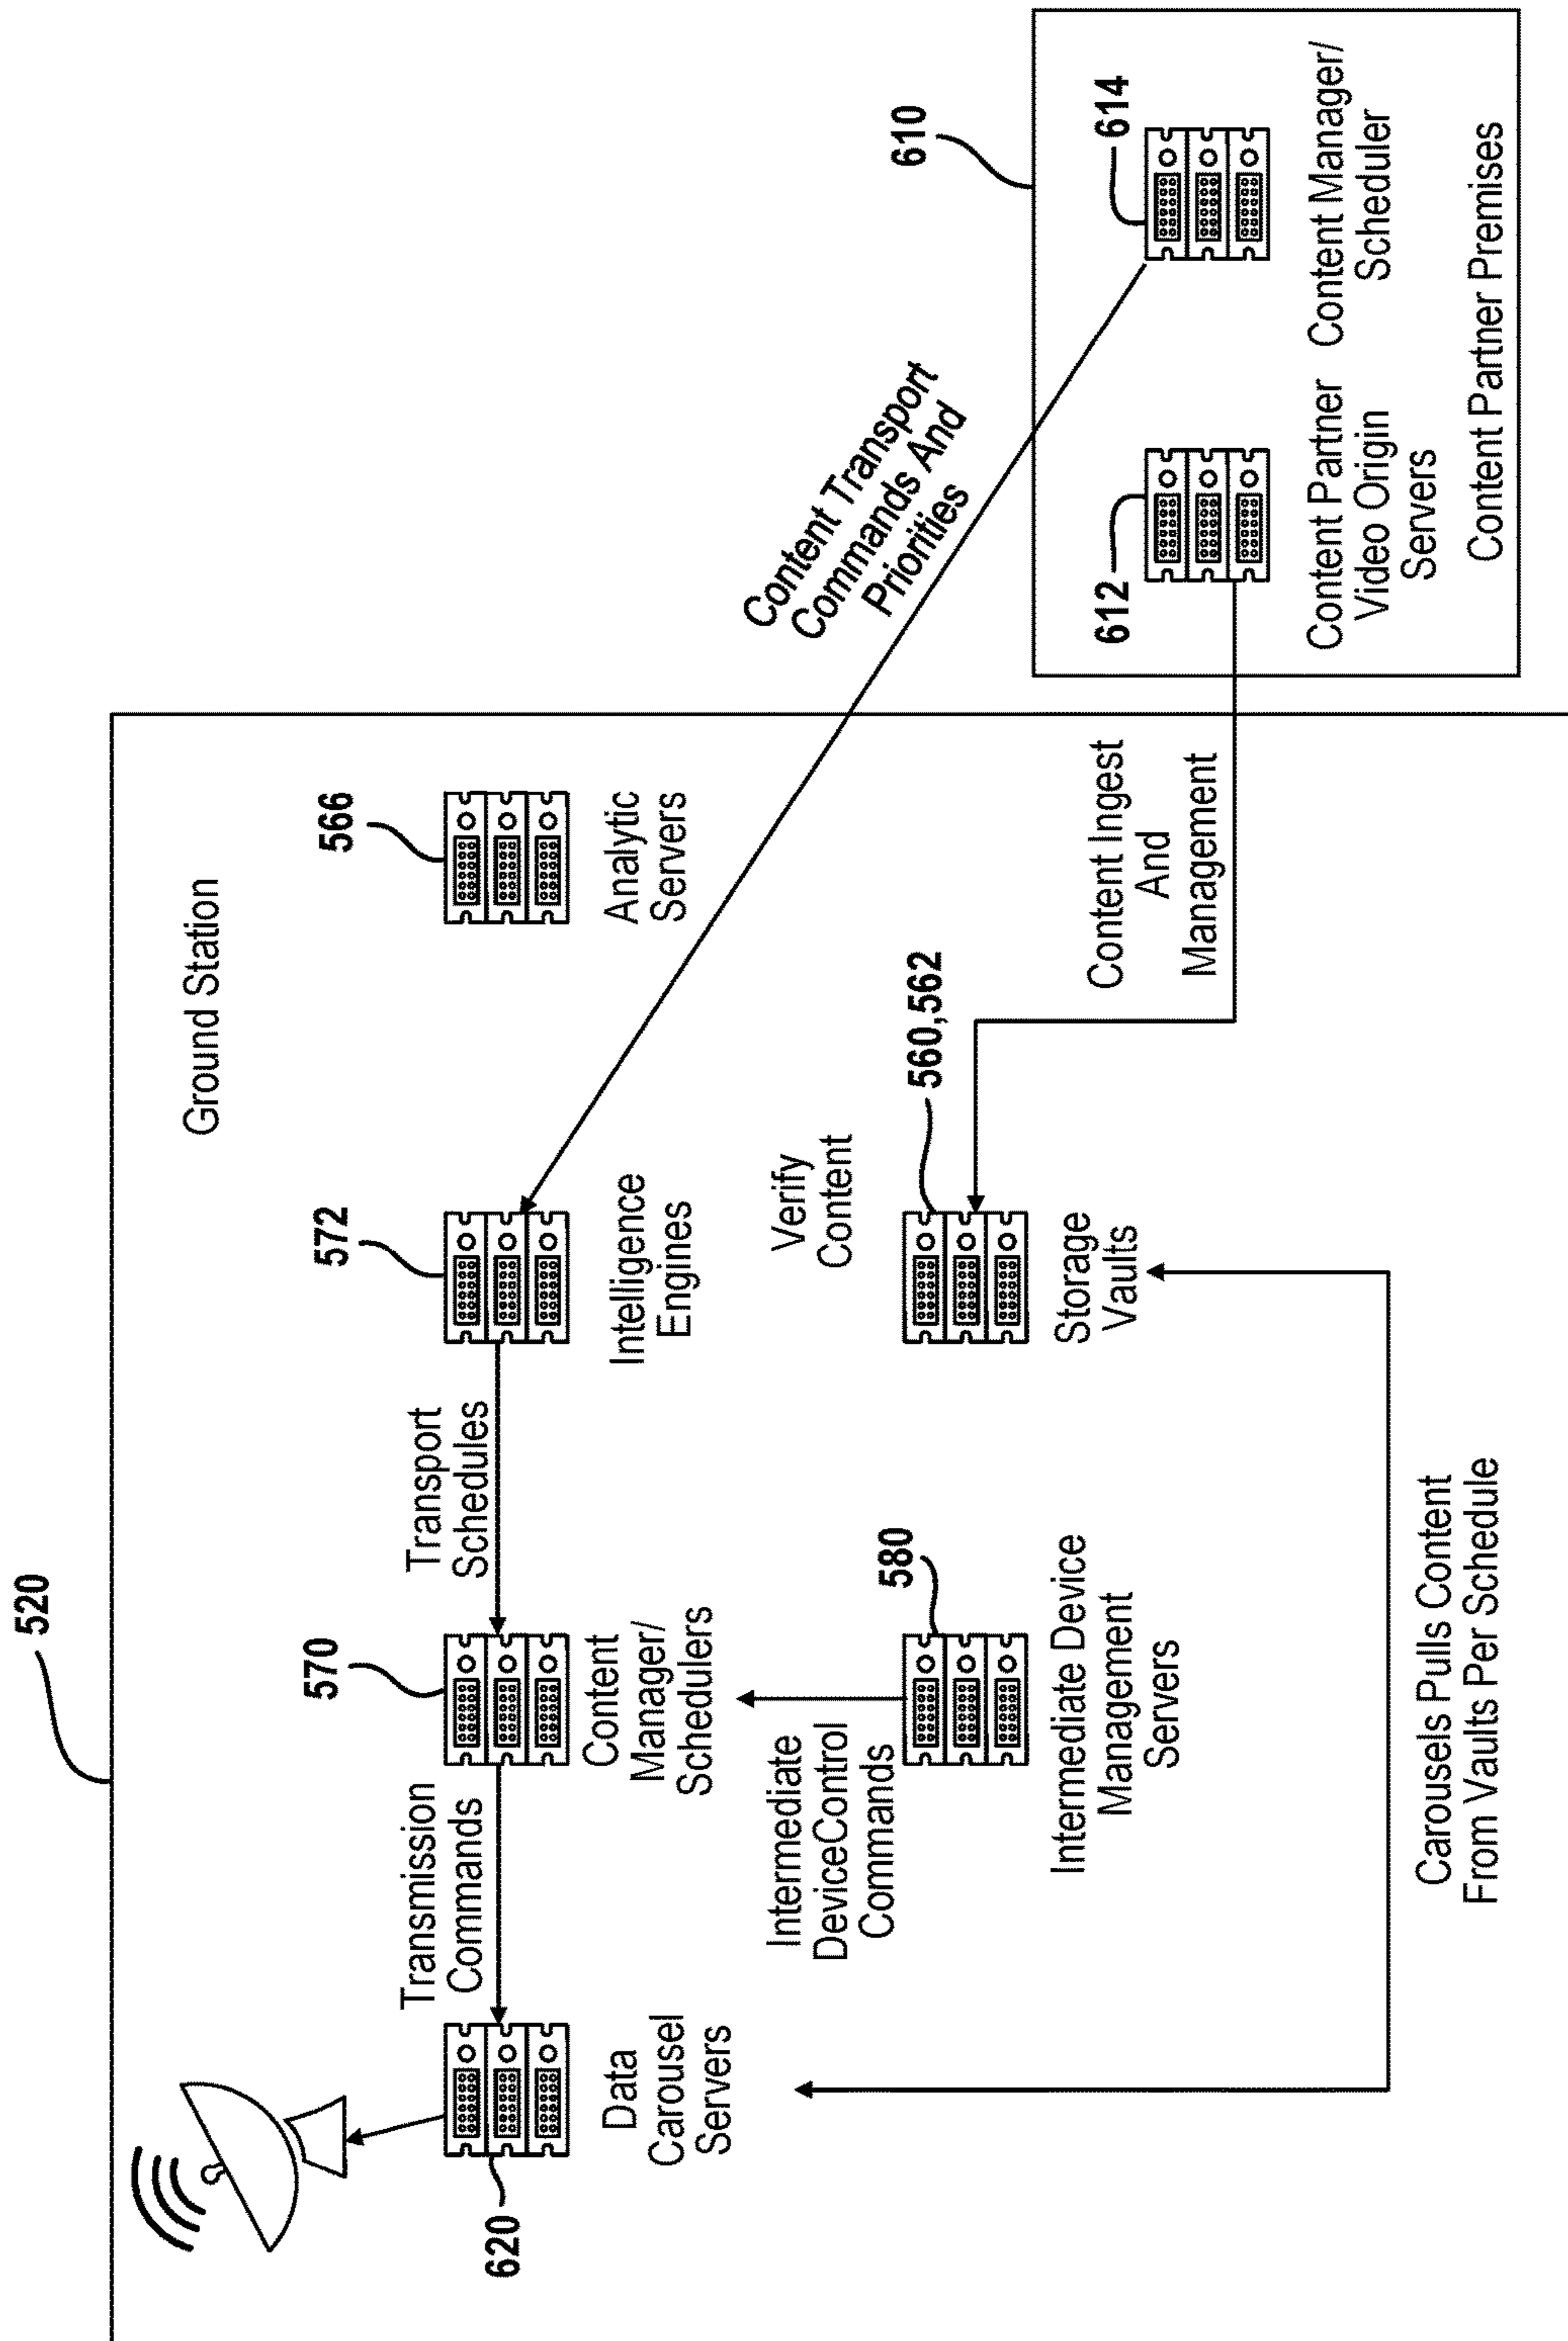 520
Ground Station
620
Data
Carousel
Servers
Transmission
Commands
570
Content
Manager/
Schedulers
Transport
Schedules
572
Intelligence
Engines
566
Analytic
Servers
Intermediate
DeviceControl
Commands
580
Intermediate Device
Management
Servers
Verify
Content
560,562
Storage
Vaults
Content Ingest
And
Management
Carousels Pulls Content
From Vaults Per Schedule
Content Transport
Commands And
Priorities
610
612
Content Partner
Video Origin
Servers
614
Content Manager/
Scheduler
Content Partner Premises